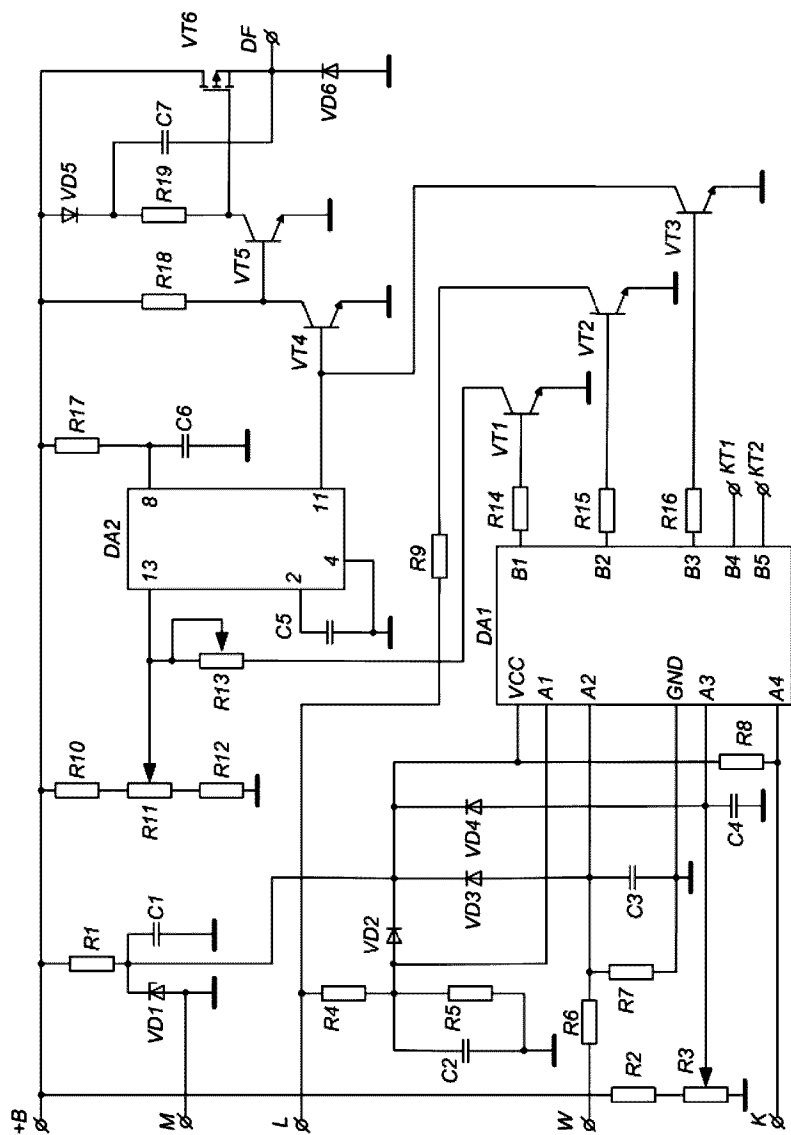 +B
R1
R10
R17
VD5
R18
R19
C7
VT6
DF
VD1
C1
R11
R12
R13
DA2
13
8
2
4
11
C6
C5
VT4
VT5
VD6
M
L
R4
C2
R5
VD2
VD3
VD4
R9
DA1
VCC
A1
A2
GND
A3
A4
B1
B2
B3
B4
B5
R14
R15
R16
VT1
VT2
VT3
KT1
KT2
W
R6
R7
C3
C4
R8
R2
R3
K